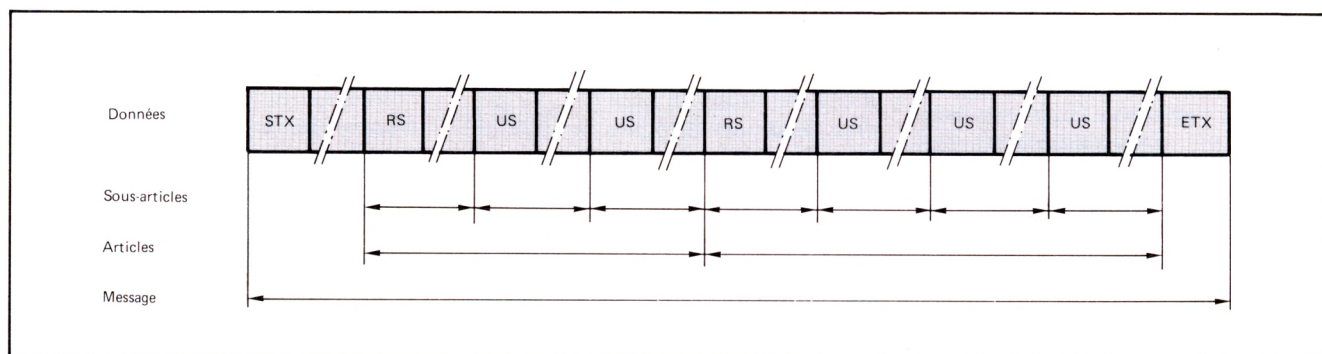 Données
STX RS US US RS US US US ETX
Sous-articles
Articles
Message